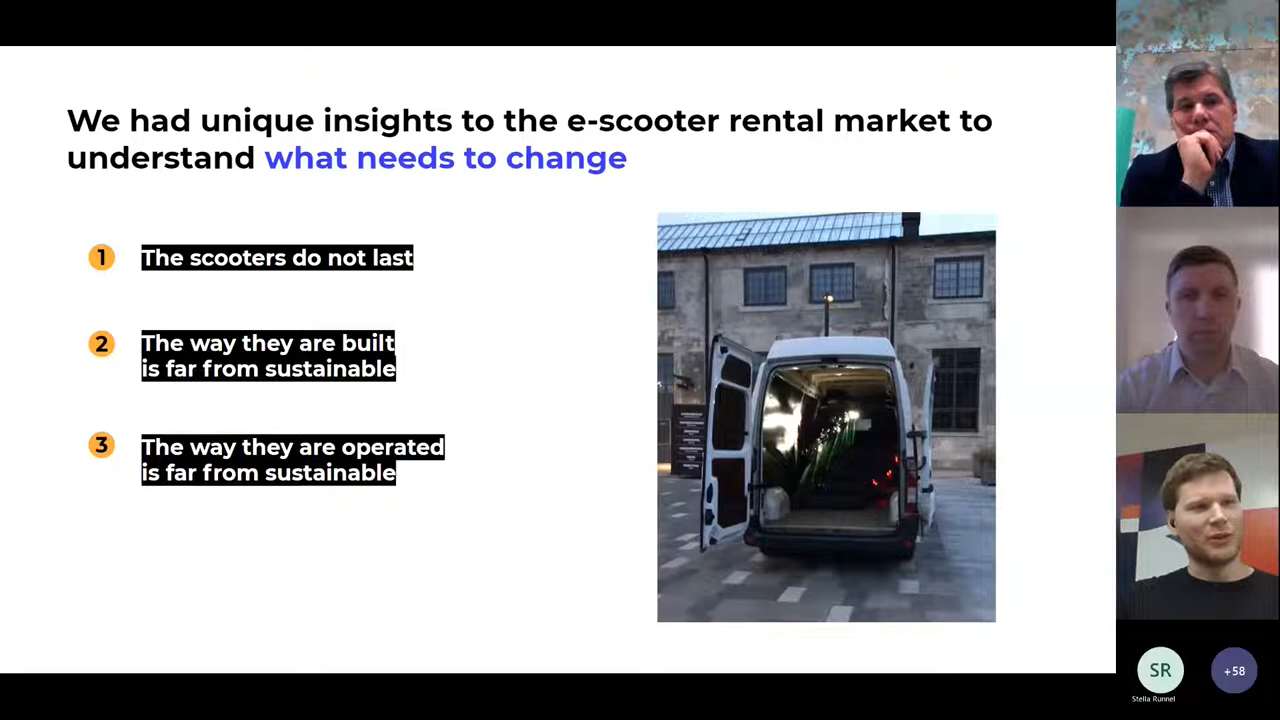 We had unique insights to the e-scooter rental market to
understand what needs to change
1 The scooters do not last
2 The way they are built
is far from sustainable
3 The way they are operated
is far from sustainable
SR
Stella Runnel
+58